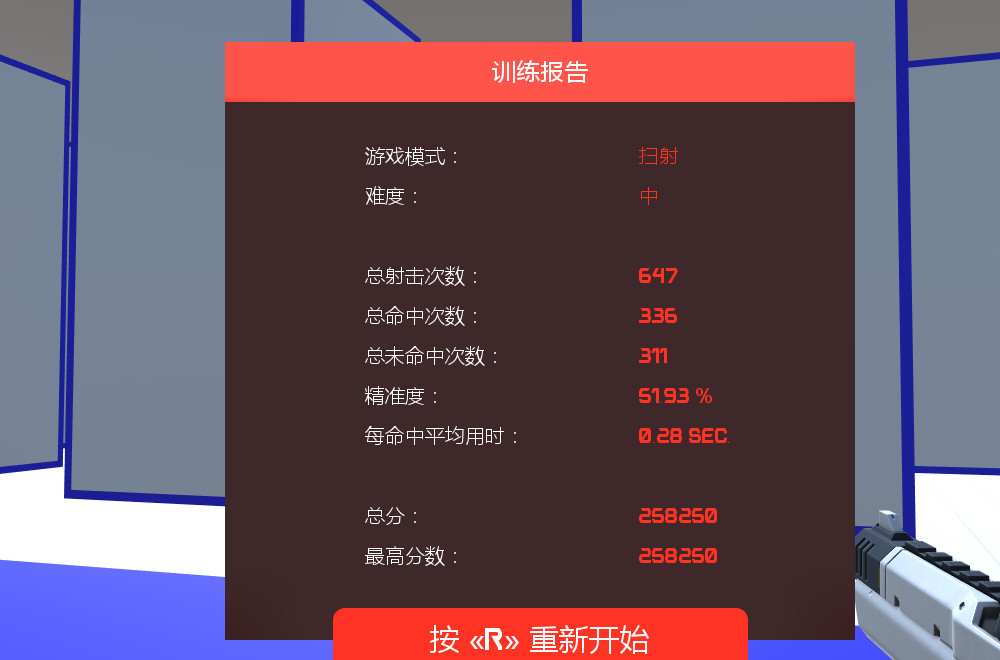 训练报告
游戏模式： 扫射
难度： 中
总射击次数： 647
总命中次数： 336
总未命中次数： 311
精准度： 51.93 %
每命中平均用时： 0.28 SEC.
总分： 258250
最高分数： 258250
按 «R» 重新开始